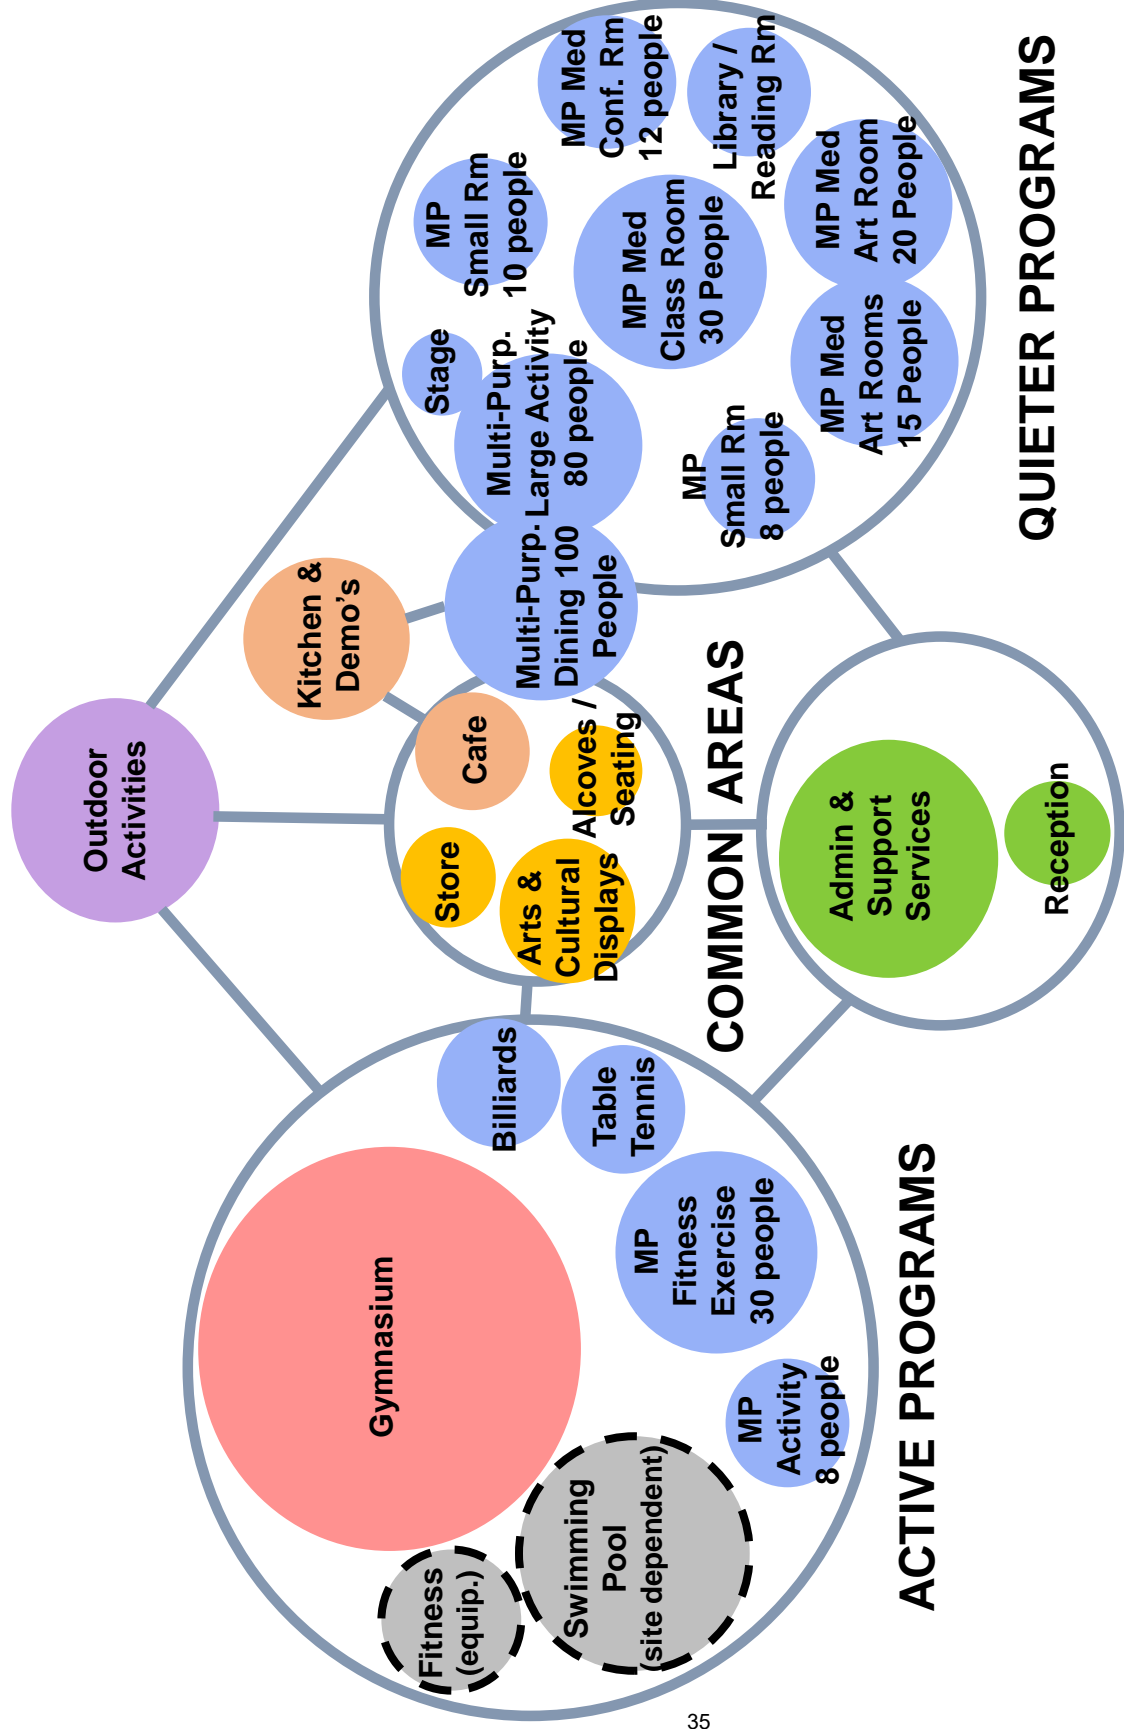 Outdoor
Activities
Kitchen &
Demo's
Stage
MP
Small Rm
10 people
MP Med
Conf. Rm
12 people
Library /
Reading Rm
Multi-Purp.
Large Activity
80 people
MP Med
Class Room
30 People
Multi-Purp.
Dining 100
People
MP
Small Rm
8 people
MP Med
Art Rooms
15 People
MP Med
Art Room
20 People
QUIETER PROGRAMS
Store
Cafe
Arts &
Cultural
Displays
Alcoves /
Seating
COMMON AREAS
Admin &
Support
Services
Reception
Gymnasium
Billiards
Table
Tennis
Fitness
(equip.)
Swimming
Pool
(site dependent)
MP
Fitness
Exercise
30 people
MP
Activity
8 people
ACTIVE PROGRAMS
35